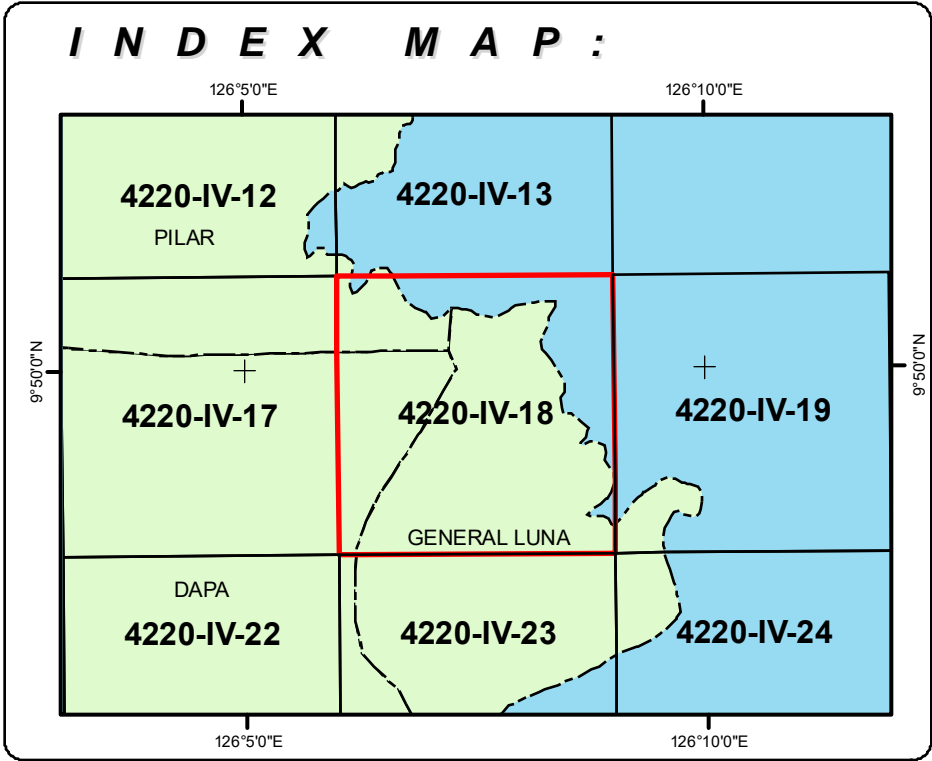 INDEX MAP:
126°5'0"E 126°10'0"E
4220-IV-12 4220-IV-13
PILAR
9°50'0"N 9°50'0"N
4220-IV-17 4220-IV-18 4220-IV-19
GENERAL LUNA
DAPA
4220-IV-22 4220-IV-23 4220-IV-24
126°5'0"E 126°10'0"E